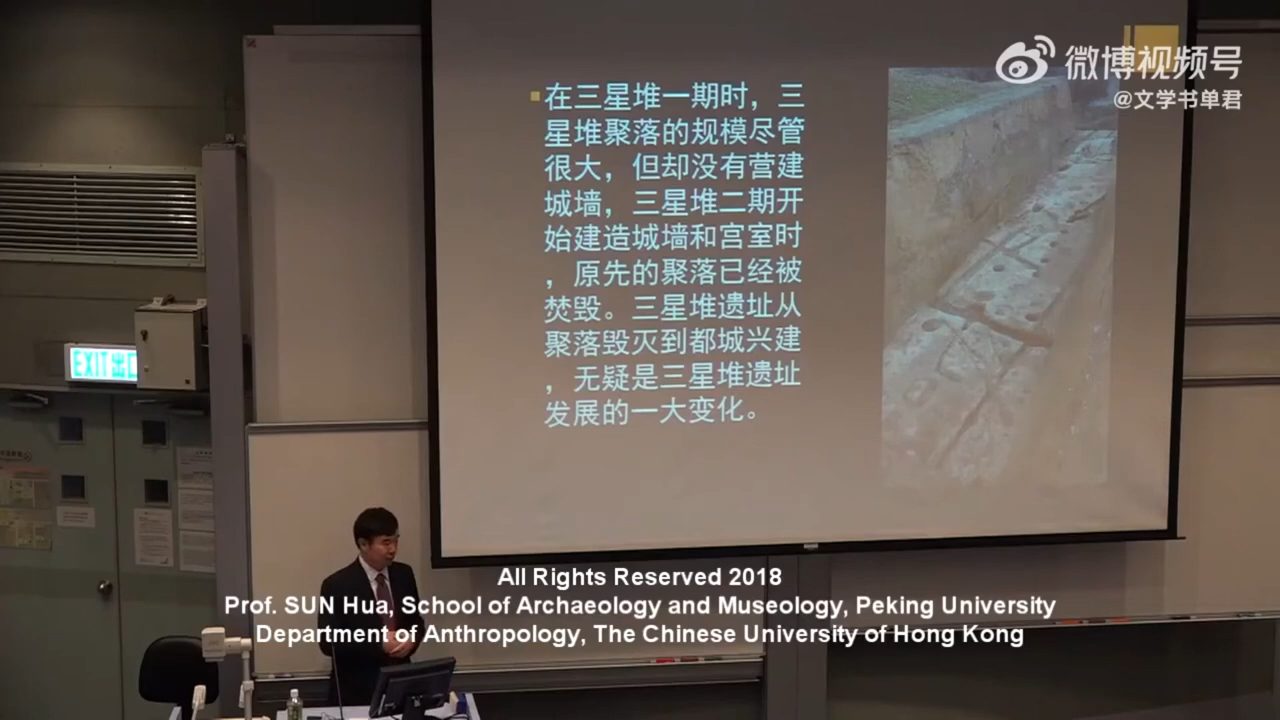 微博视频号
@文学书单君
在三星堆一期时，三
星堆聚落的规模尽管
很大，但却没有营建
城墙，三星堆二期开
始建造城墙和宫室时
，原先的聚落已经被
焚毁。三星堆遗址从
聚落毁灭到都城兴建
，无疑是三星堆遗址
发展的一大变化。
EXIT 出口
All Rights Reserved 2018
Prof. SUN Hua, School of Archaeology and Museology, Peking University
Department of Anthropology, The Chinese University of Hong Kong